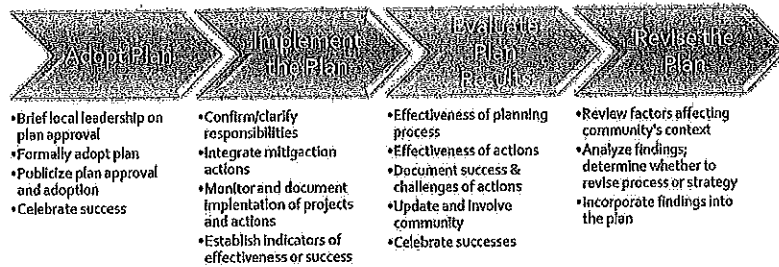 Adopt Plan
Implement
the Plan
Evaluate
Plan
Results
Revise the
Plan
•Brief local leadership on
plan approval
•Formally adopt plan
•Publicize plan approval
and adoption
•Celebrate success
•Confirm/clarify
responsibilities
•Integrate mitigaction
actions
•Monitor and document
implentation of projects
and actions
•Establish indicators of
effectiveness or success
•Effectiveness of planning
process
•Effectiveness of actions
•Document success &
challenges of actions
•Update and involve
community
•Celebrate successes
•Review factors affecting
community's context
•Analyze findings;
determine whether to
revise process or strategy
•Incorporate findings into
the plan